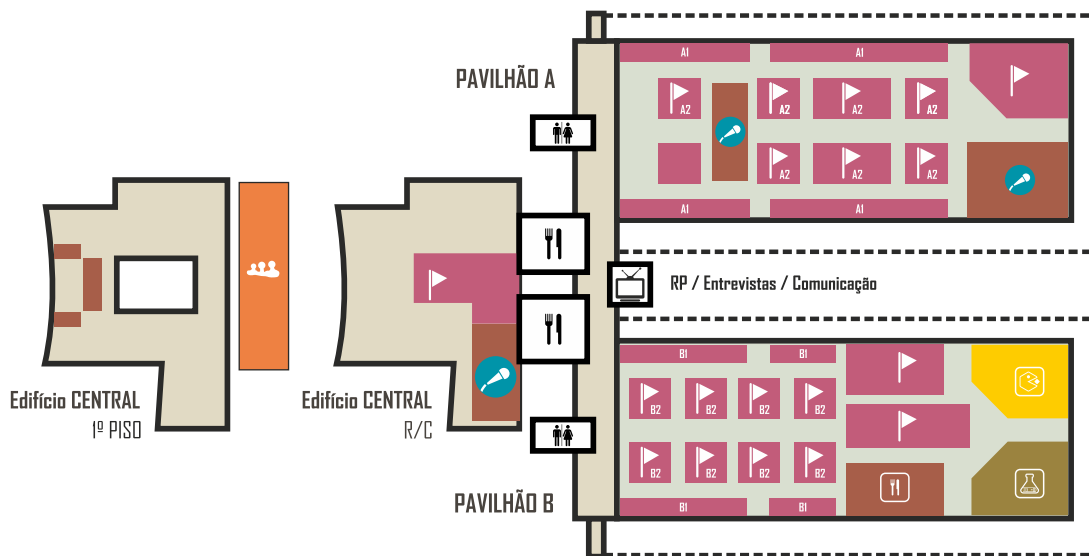 PAVILHÃO A
A1 A1
A2 A2 A2 A2
A2 A2 A2
A1 A1
RP / Entrevistas / Comunicação
Edifício CENTRAL
1º PISO
Edifício CENTRAL
R/C
B1 B1
B2 B2 B2 B2
B2 B2 B2 B2
B1 B1
PAVILHÃO B